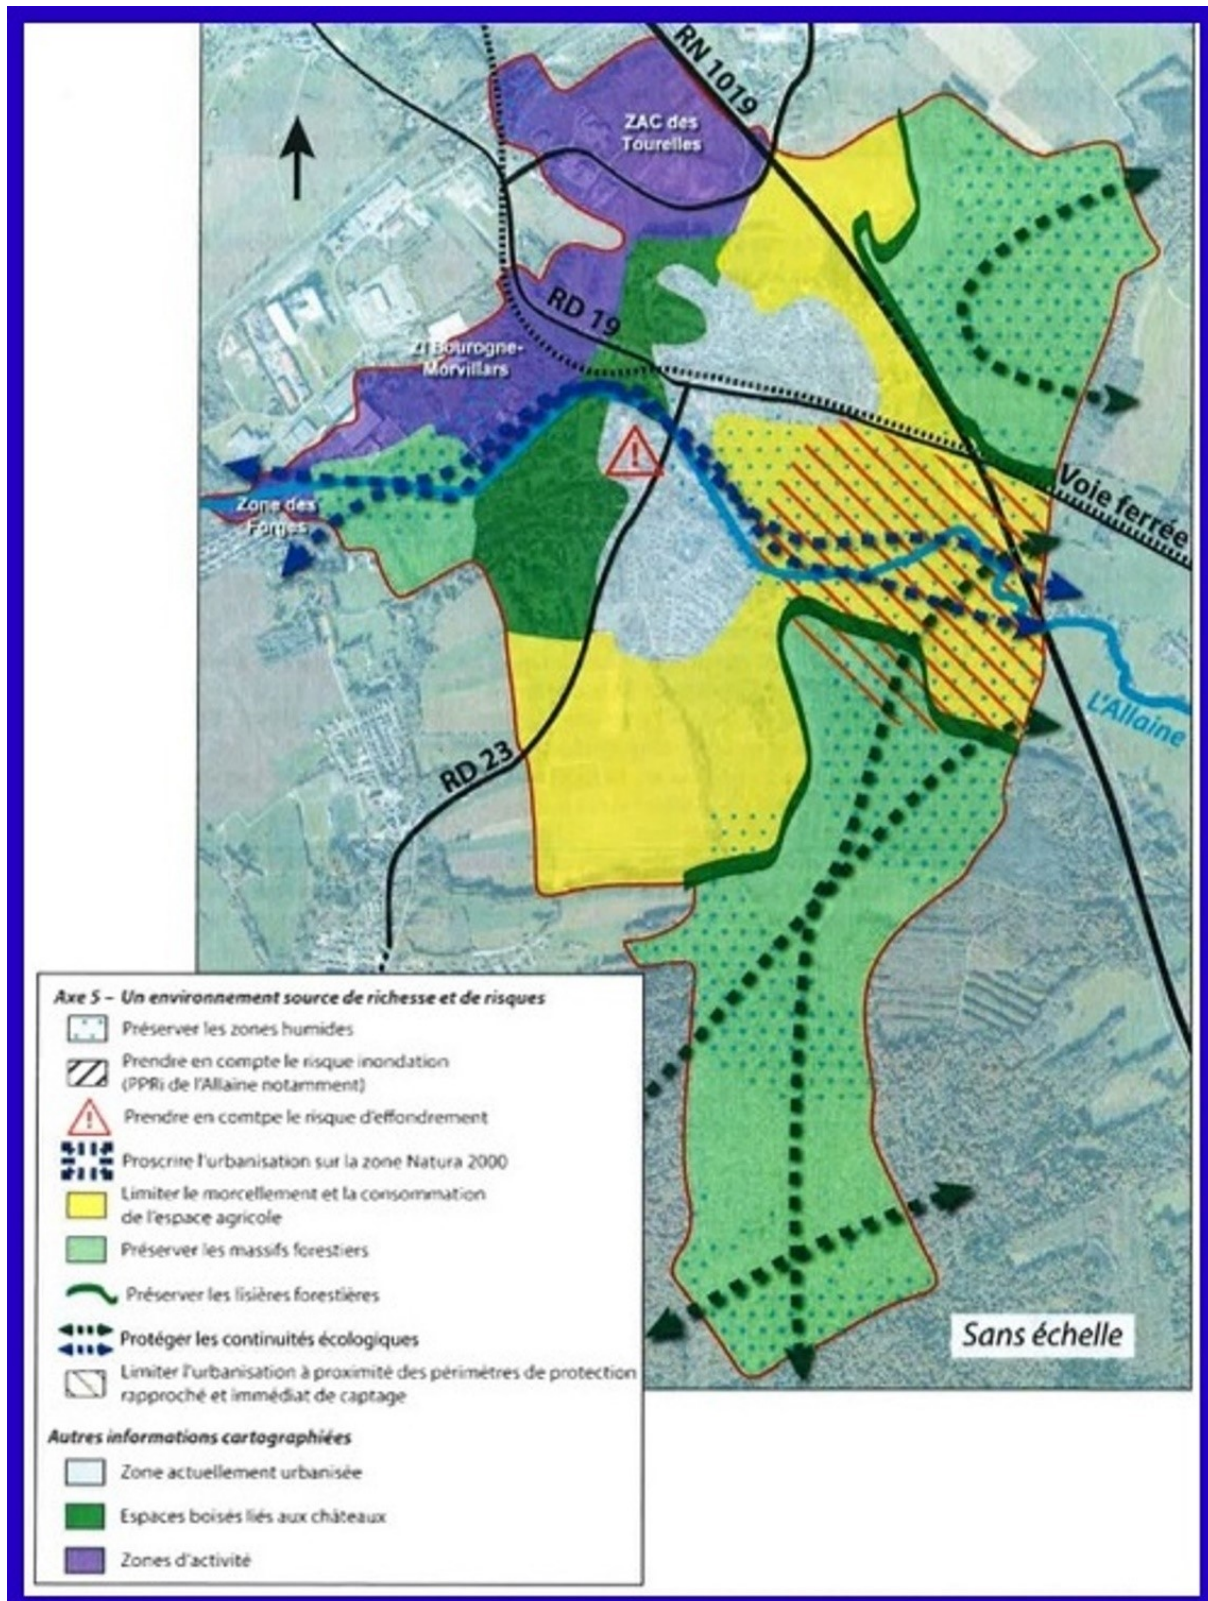 RN 1019
ZAC des
Tourelles
RD 19
ZI Bourogne-
Morvillars
Voie ferrée
Zone des
Forges
L'Allaine
RD 23
Axe 5 – Un environnement source de richesse et de risques
Préserver les zones humides
Prendre en compte le risque inondation
(PPRi de l'Allaine notamment)
Prendre en comtpe le risque d'effondrement
Proscrire l'urbanisation sur la zone Natura 2000
Limiter le morcellement et la consommation
de l'espace agricole
Préserver les massifs forestiers
Préserver les lisières forestières
Protéger les continuités écologiques
Limiter l'urbanisation à proximité des périmètres de protection
rapproché et immédiat de captage
Sans échelle
Autres informations cartographiées
Zone actuellement urbanisée
Espaces boisés liés aux châteaux
Zones d'activité